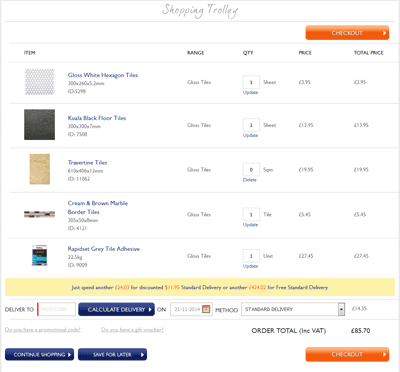 Shopping Trolley
CHECKOUT
ITEM RANGE QTY PRICE TOTAL PRICE
Gloss White Hexagon Tiles
300x260x5.2mm
ID:5298
Gloss Tiles 1 Sheet £3.95 £3.95
Update
Kuala Black Floor Tiles
300x300x7mm
ID: 7508
Gloss Tiles 1 Sheet £13.95 £13.95
Update
Travertine Tiles
610x406x12mm
ID: 11062
Gloss Tiles 0 Sqm £19.95 £19.95
Delete
Cream & Brown Marble
Border Tiles
305x50x8mm
ID: 4121
Gloss Tiles 1 Tile £5.45 £5.45
Update
Rapidset Grey Tile Adhesive
22.5kg
ID: 9009
Gloss Tiles 1 Unit £27.45 £27.45
Update
Just spend another £24.03 for discounted $11.95 Standard Delivery or another £424.02 for Free Standard Delivery
DELIVER TO CALCULATE DELIVERY ON 21-11-2014 METHOD STANDARD DELIVERY £14.35
Do you have a promotional code? Do you have a gift voucher? ORDER TOTAL (Inc VAT) £85.70
CONTINUE SHOPPING SAVE FOR LATER CHECKOUT